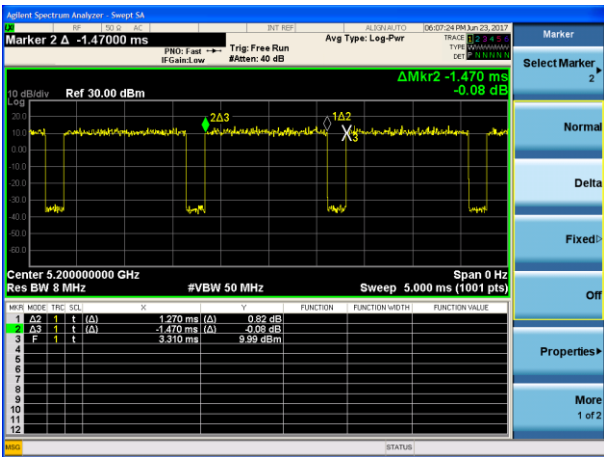 Agilent Spectrum Analyzer - Swept SA
RF 50 Ω AC INT REF ALIGN AUTO 06:07:24 PM Jun 23, 2017
Marker 2 Δ -1.47000 ms
PNO: Fast Trig: Free Run Avg Type: Log-Pwr TRACE 1 2 3 4 5 6
TYPE WWWWWW
IFGain:Low #Atten: 40 dB DET P N N N N N
ΔMkr2 -1.470 ms
-0.08 dB
10 dB/div Ref 30.00 dBm
Log
20.0
10.0
0.00
-10.0
-20.0
-30.0
-40.0
-50.0
-60.0
2Δ3
1Δ2
3
Center 5.200000000 GHz Span 0 Hz
Res BW 8 MHz #VBW 50 MHz Sweep 5.000 ms (1001 pts)
MKR MODE TRC SCL X Y FUNCTION FUNCTION WIDTH FUNCTION VALUE
1 Δ2 1 t (Δ) 1.270 ms (Δ) 0.82 dB
2 Δ3 1 t (Δ) -1.470 ms (Δ) -0.08 dB
3 F 1 t 3.310 ms 9.99 dBm
4
5
6
7
8
9
10
11
12
MSG STATUS
Marker
Select Marker
2
Normal
Delta
Fixed
Off
Properties
More
1 of 2